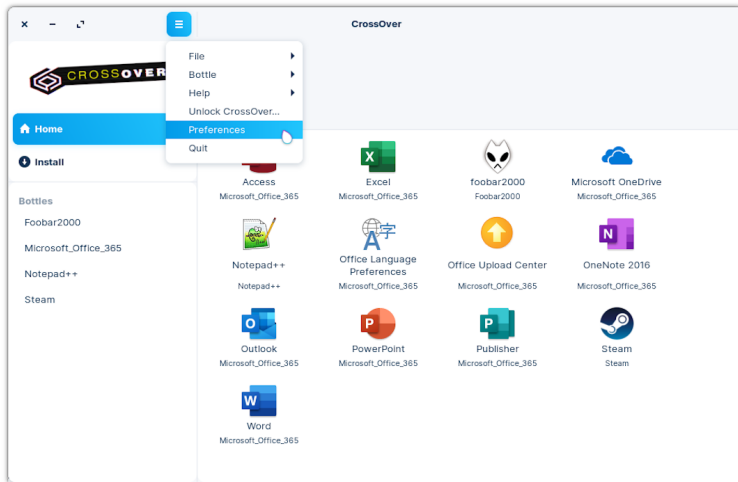 CrossOver
File
Bottle
Help
Unlock CrossOver...
Preferences
Quit
CROSSOVER
Home
Install
Bottles
Foobar2000
Microsoft_Office_365
Notepad++
Steam
Access
Microsoft_Office_365
Excel
Microsoft_Office_365
foobar2000
Foobar2000
Microsoft OneDrive
Microsoft_Office_365
Notepad++
Notepad++
Office Language
Preferences
Microsoft_Office_365
Office Upload Center
Microsoft_Office_365
OneNote 2016
Microsoft_Office_365
Outlook
Microsoft_Office_365
PowerPoint
Microsoft_Office_365
Publisher
Microsoft_Office_365
Steam
Steam
Word
Microsoft_Office_365